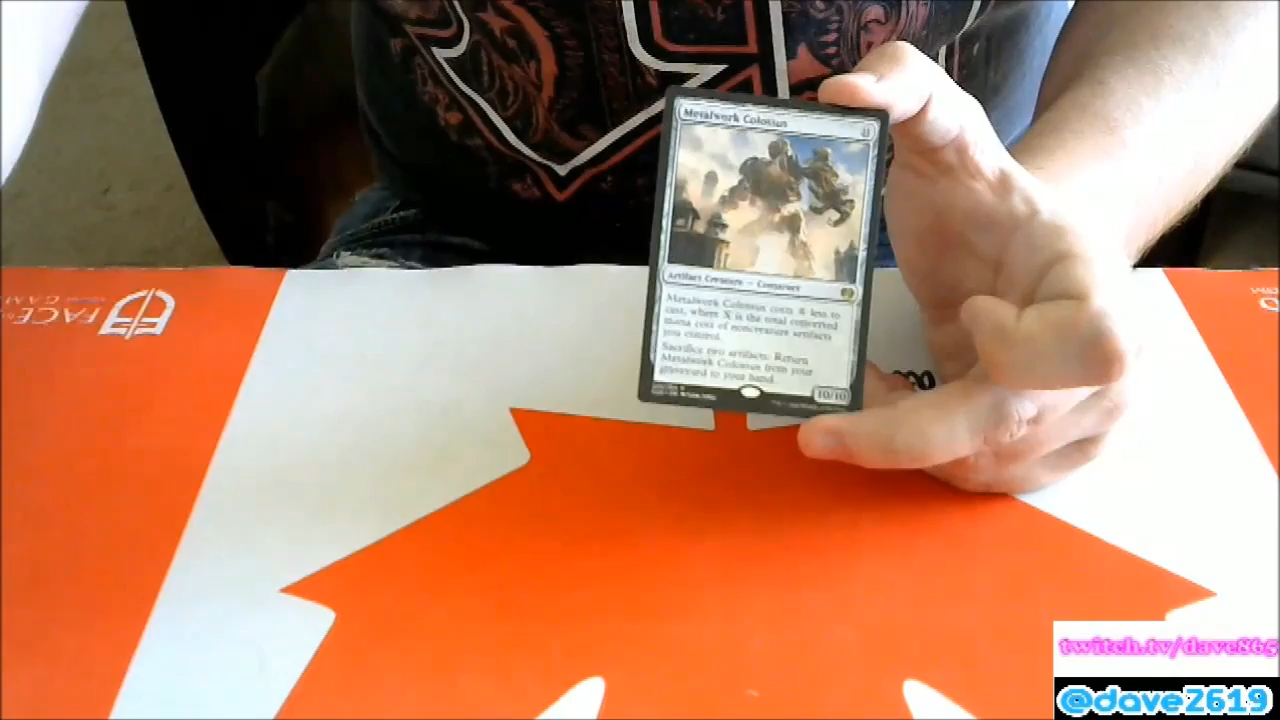 Metalwork Colossus 11
Artifact Creature — Construct
Metalwork Colossus costs X less to
cast, where X is the total converted
mana cost of noncreature artifacts
you control.
Sacrifice two artifacts: Return
Metalwork Colossus from your
graveyard to your hand.
10/10
FACE
GAM
twitch.tv/dave865
@dave2619